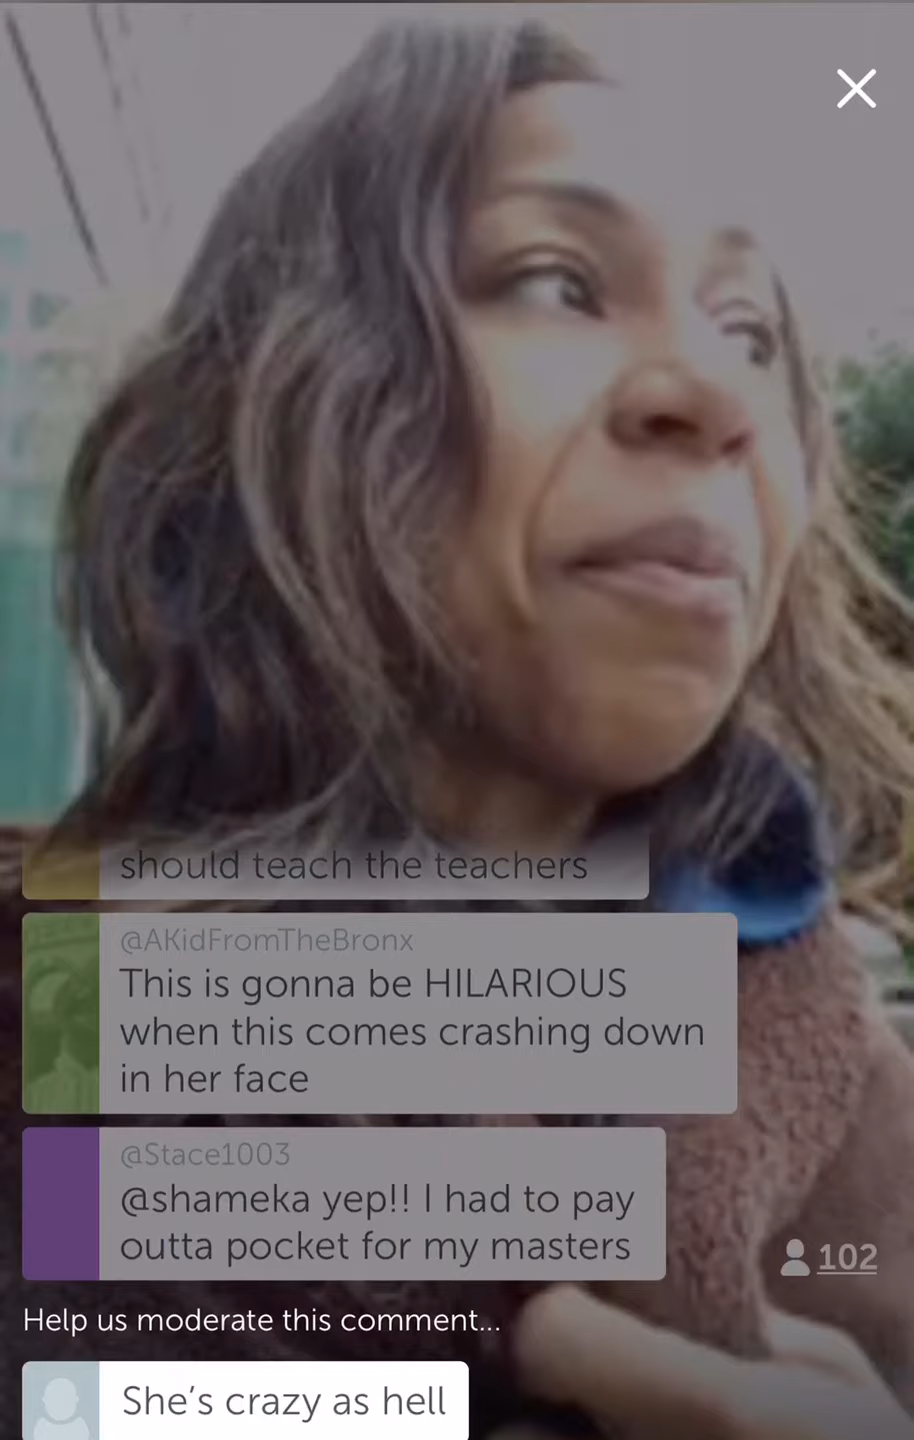 should teach the teachers
@AKidFromTheBronx
This is gonna be HILARIOUS
when this comes crashing down
in her face
@Stace1003
@shameka yep!! I had to pay
outta pocket for my masters
102
Help us moderate this comment...
She's crazy as hell